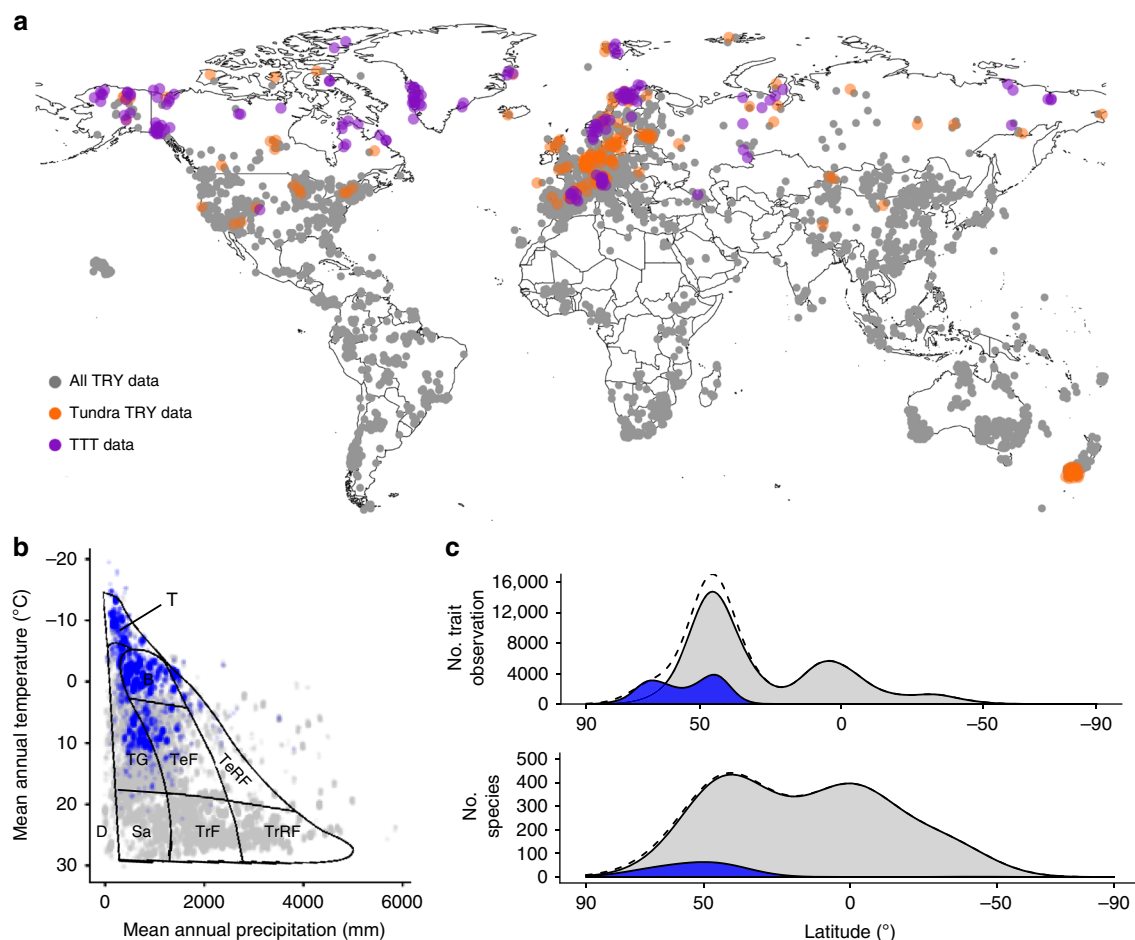 a
All TRY data
Tundra TRY data
TTT data
b
Mean annual temperature (°C)
–20
–10
0
10
20
30
T
B
TG
TeF
TeRF
D
Sa
TrF
TrRF
0
2000
4000
6000
Mean annual precipitation (mm)
c
No. trait
observation
16,000
12,000
8000
4000
0
90
50
0
–50
–90
No.
species
500
400
300
200
100
0
90
50
0
–50
–90
Latitude (°)